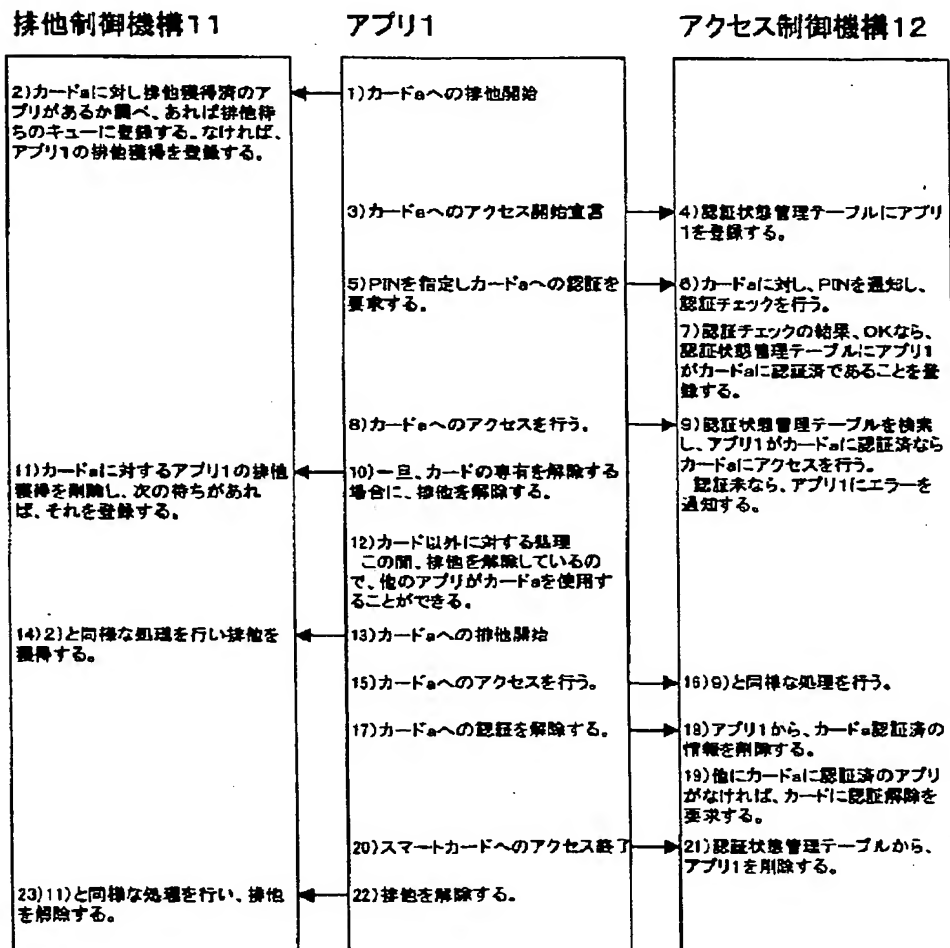 排他制御機構11
アプリ1
アクセス制御機構12
2)カードaに対し排他獲得済のア
プリがあるか調べ、あれば排他待
ちのキューに登録する。なければ、
アプリ1の排他獲得を登録する。
1)カードaへの排他開始
3)カードaへのアクセス開始宣言
4)認証状態管理テーブルにアプリ
1を登録する。
5)PINを指定しカードaへの認証を
要求する。
6)カードaに対し、PINを通知し、
認証チェックを行う。
7)認証チェックの結果、OKなら、
認証状態管理テーブルにアプリ1
がカードaに認証済であることを登
録する。
8)カードaへのアクセスを行う。
9)認証状態管理テーブルを検索
し、アプリ1がカードaに認証済なら
カードaにアクセスを行う。
認証未なら、アプリ1にエラーを
通知する。
11)カードaに対するアプリ1の排他
獲得を削除し、次の待ちがあれ
ば、それを登録する。
10)一旦、カードの専有を解除する
場合に、排他を解除する。
12)カード以外に対する処理
この間、排他を解除しているの
で、他のアプリがカードaを使用す
ることができる。
14)2)と同様な処理を行い排他を
獲得する。
13)カードaへの排他開始
15)カードaへのアクセスを行う。
16)9)と同様な処理を行う。
17)カードaへの認証を解除する。
18)アプリ1から、カードa認証済の
情報を削除する。
19)他にカードaに認証済のアプリ
がなければ、カードに認証解除を
要求する。
20)スマートカードへのアクセス終了
21)認証状態管理テーブルから、
アプリ1を削除する。
23)11)と同様な処理を行い、排他
を解除する。
22)排他を解除する。